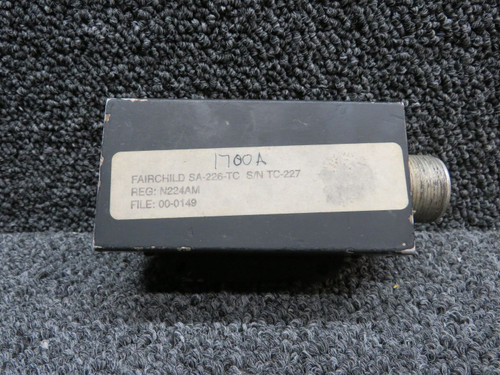 1700A
FAIRCHILD SA-226-TC S/N TC-227
REG: N224AM
FILE: 00-0149